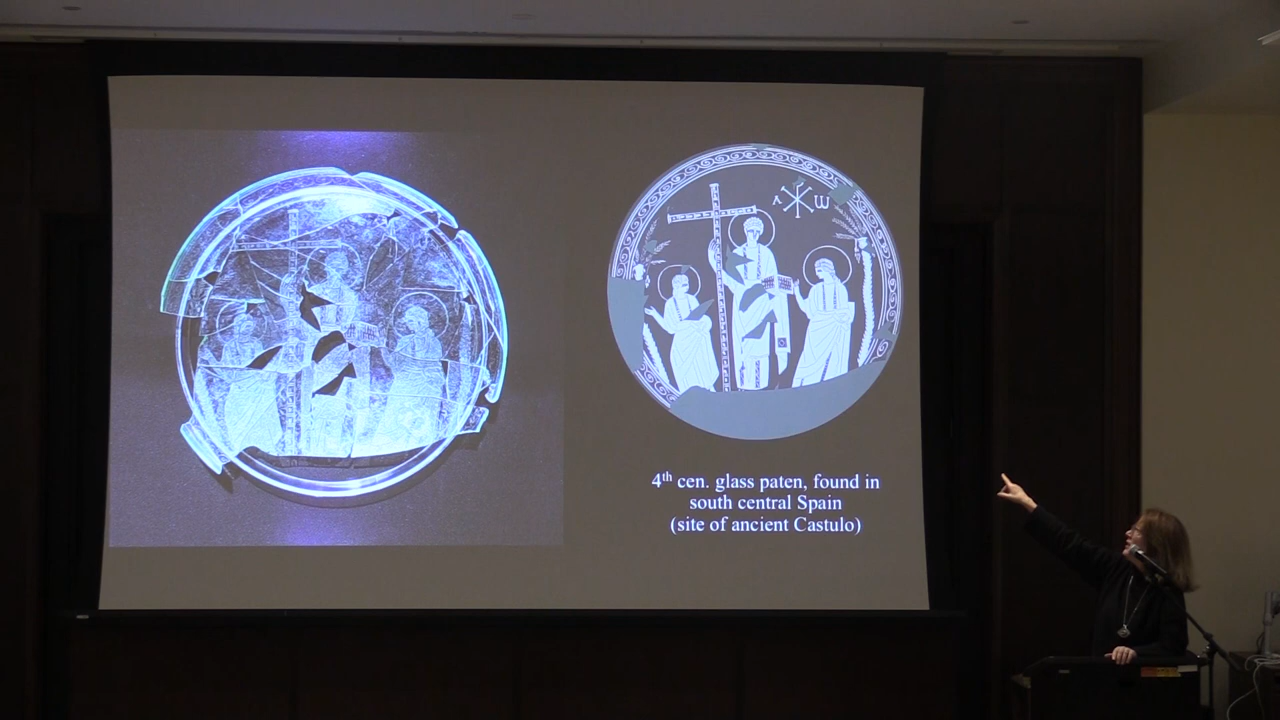 Α ☧ Ѡ
4th cen. glass paten, found in
south central Spain
(site of ancient Castulo)